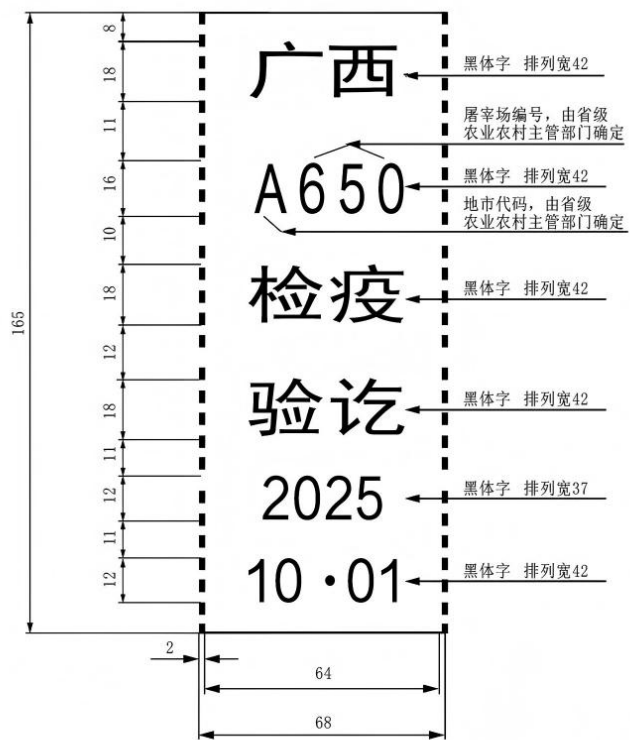 8
广西
黑体字 排列宽42
18
屠宰场编号，由省级
农业农村主管部门确定
11
A650
黑体字 排列宽42
16
地市代码，由省级
农业农村主管部门确定
10
检疫
黑体字 排列宽42
18
165
12
验讫
黑体字 排列宽42
18
11
2025
黑体字 排列宽37
12
11
10·01
黑体字 排列宽42
12
2
64
68